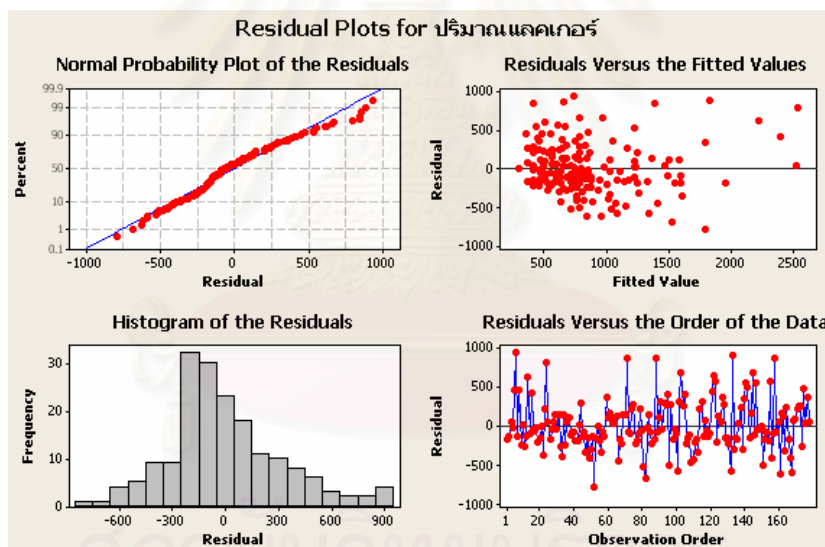 Residual Plots for ปริมาณแลคเกอร์
Normal Probability Plot of the Residuals
99.9
99
90
50
10
1
0.1
Percent
-1000 -500 0 500 1000
Residual
Residuals Versus the Fitted Values
1000
500
0
-500
-1000
Residual
500 1000 1500 2000 2500
Fitted Value
Histogram of the Residuals
30
20
10
0
Frequency
-600 -300 0 300 600 900
Residual
Residuals Versus the Order of the Data
1000
500
0
-500
-1000
Residual
1 20 40 60 80 100 120 140 160
Observation Order